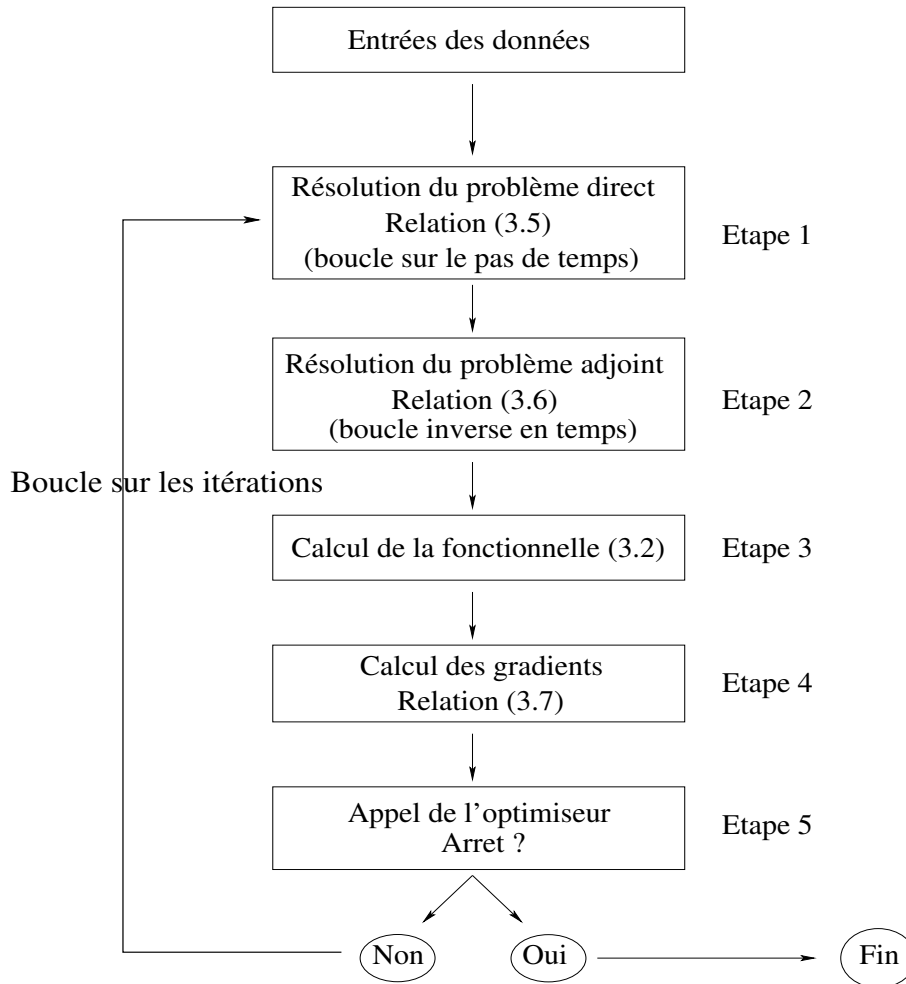 Entrées des données
Résolution du problème direct
Relation (3.5)
(boucle sur le pas de temps)
Etape 1
Résolution du problème adjoint
Relation (3.6)
(boucle inverse en temps)
Etape 2
Boucle sur les itérations
Calcul de la fonctionnelle (3.2)
Etape 3
Calcul des gradients
Relation (3.7)
Etape 4
Appel de l'optimiseur
Arret ?
Etape 5
Non
Oui
Fin